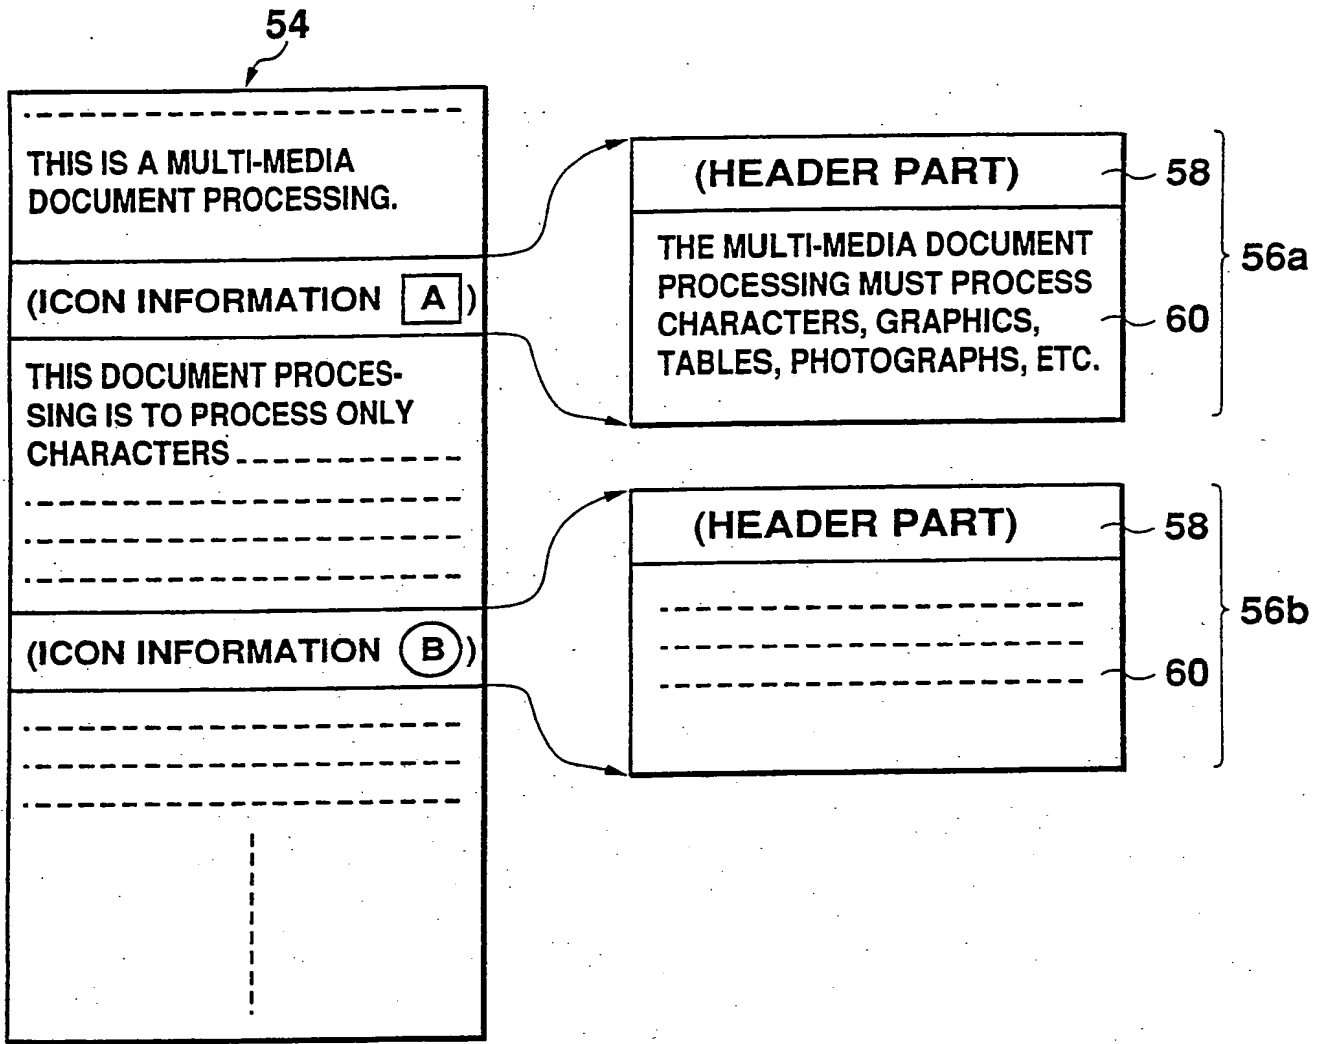 54
THIS IS A MULTI-MEDIA
DOCUMENT PROCESSING.
(ICON INFORMATION A)
THIS DOCUMENT PROCES-
SING IS TO PROCESS ONLY
CHARACTERS
(ICON INFORMATION B)
(HEADER PART)
58
THE MULTI-MEDIA DOCUMENT
PROCESSING MUST PROCESS
CHARACTERS, GRAPHICS,
TABLES, PHOTOGRAPHS, ETC.
60
56a
(HEADER PART)
58
60
56b